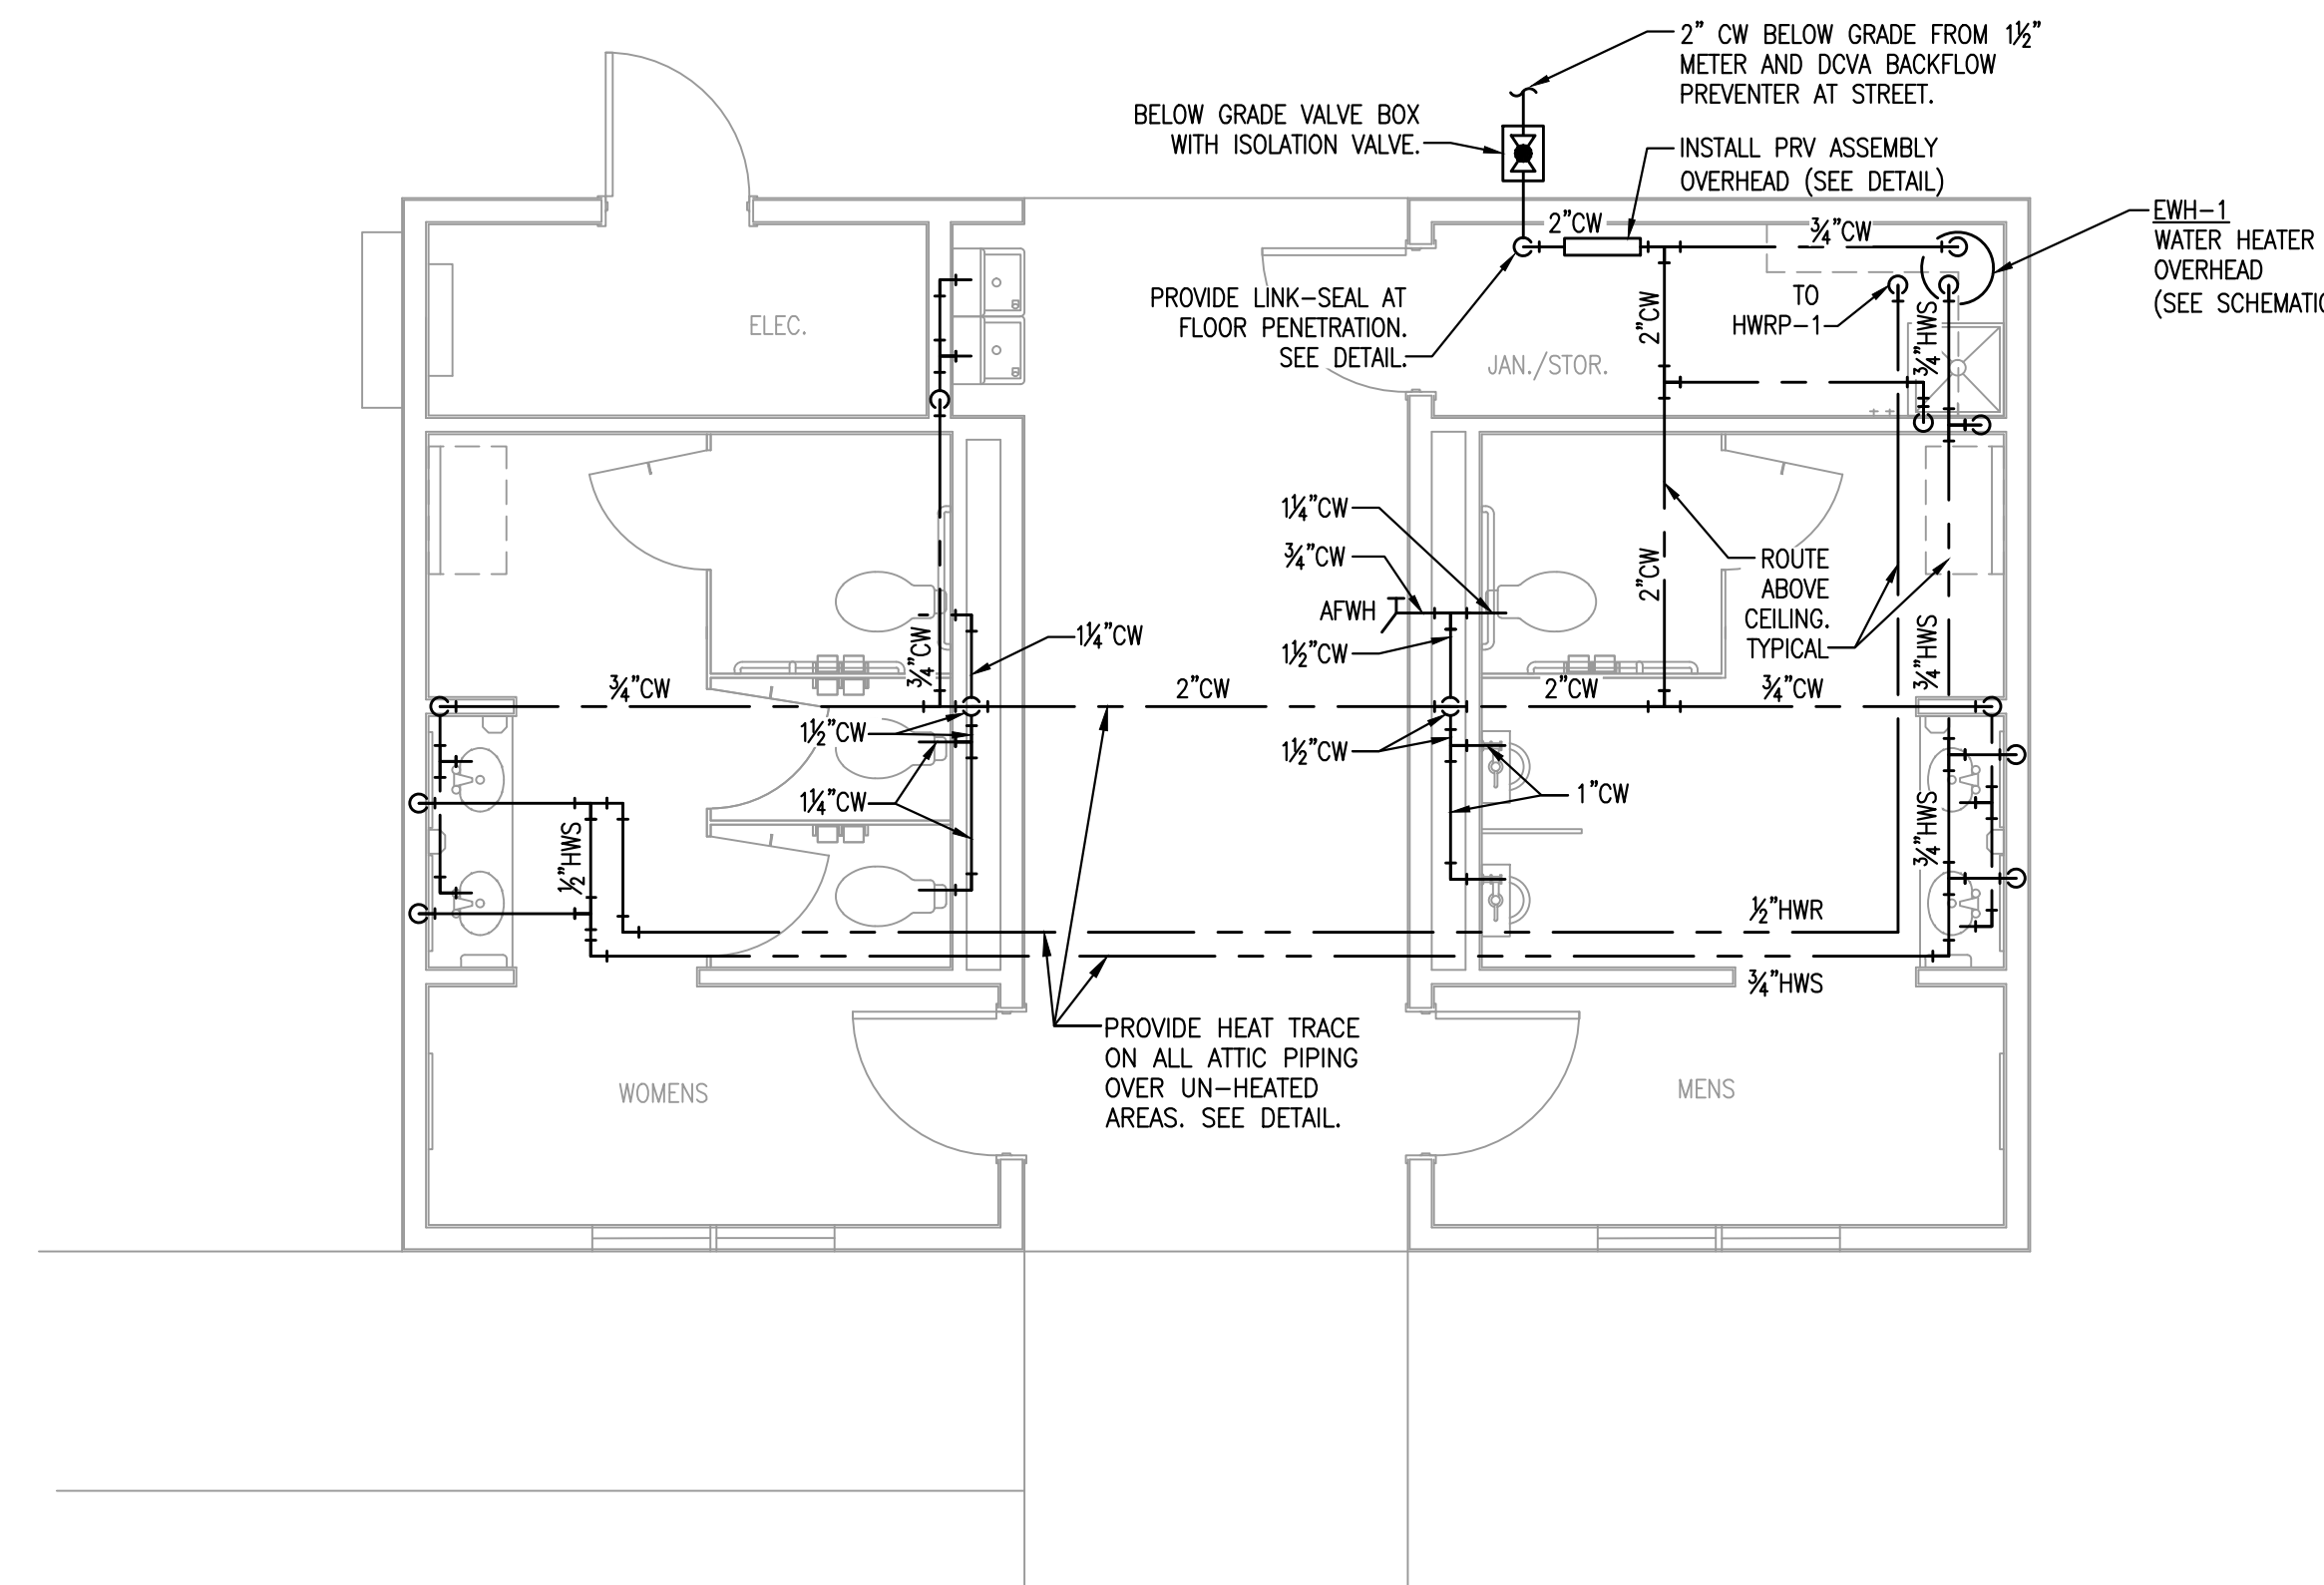 2" CW BELOW GRADE FROM 1½"
METER AND DCVA BACKFLOW
PREVENTER AT STREET.
BELOW GRADE VALVE BOX
WITH ISOLATION VALVE.
INSTALL PRV ASSEMBLY
OVERHEAD (SEE DETAIL)
EWH-1
WATER HEATER
OVERHEAD
(SEE SCHEMATIC
2"CW
¾"CW
PROVIDE LINK-SEAL AT
FLOOR PENETRATION.
SEE DETAIL.
TO
HWRP-1
2"CW
¾"HWS
ELEC.
JAN./STOR.
1¼"CW
¾"CW
AFWH
1½"CW
2"CW
ROUTE
ABOVE
CEILING.
TYPICAL
¾"HWS
¾"CW
1¼"CW
¾"CW
2"CW
2"CW
¾"CW
1½"CW
1½"CW
1¼"CW
1"CW
½"HWS
¾"HWS
½"HWR
¾"HWS
PROVIDE HEAT TRACE
ON ALL ATTIC PIPING
OVER UN-HEATED
AREAS. SEE DETAIL.
WOMENS
MENS